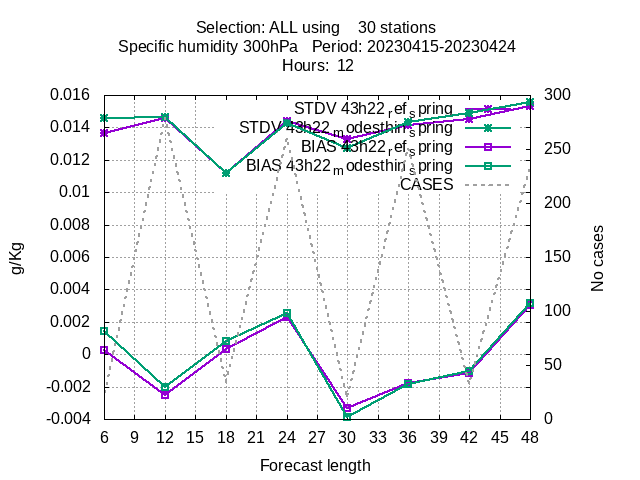 Selection: ALL using 30 stations
Specific humidity 300hPa Period: 20230415-20230424
Hours: 12
STDV 43h22_ref_spring
STDV 43h22_modesthir_spring
BIAS 43h22_ref_spring
BIAS 43h22_modesthir_spring
CASES
0.016
0.014
0.012
0.01
0.008
0.006
0.004
0.002
0
-0.002
-0.004
g/Kg
300
250
200
150
100
50
0
No cases
6 9 12 15 18 21 24 27 30 33 36 39 42 45 48
Forecast length